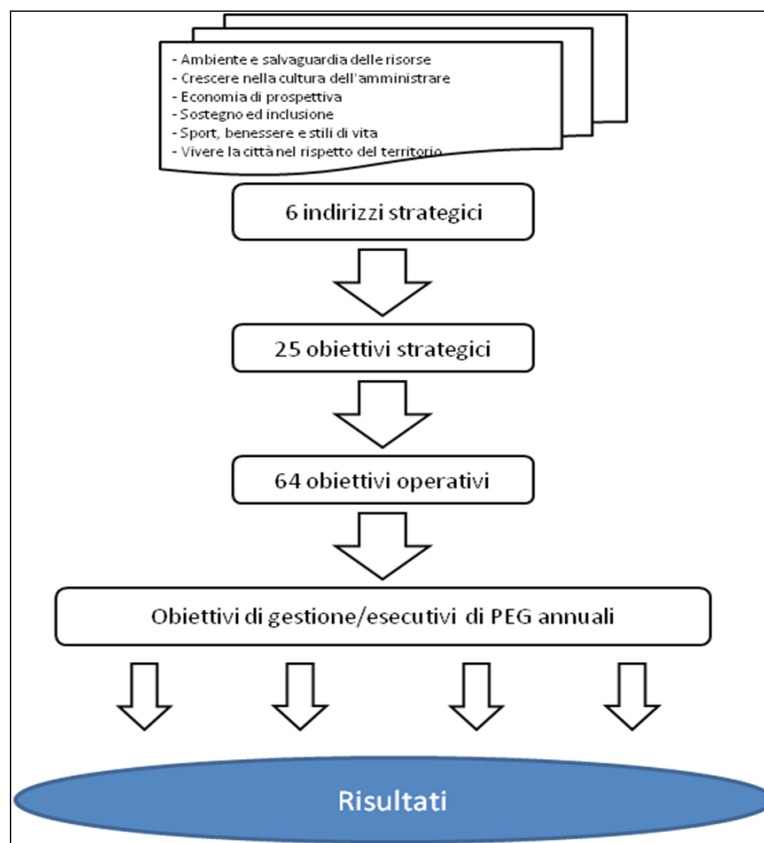 - Ambiente e salvaguardia delle risorse
- Crescere nella cultura dell'amministrare
- Economia di prospettiva
- Sostegno ed inclusione
- Sport, benessere e stili di vita
- Vivere la città nel rispetto del territorio
6 indirizzi strategici
25 obiettivi strategici
64 obiettivi operativi
Obiettivi di gestione/esecutivi di PEG annuali
Risultati